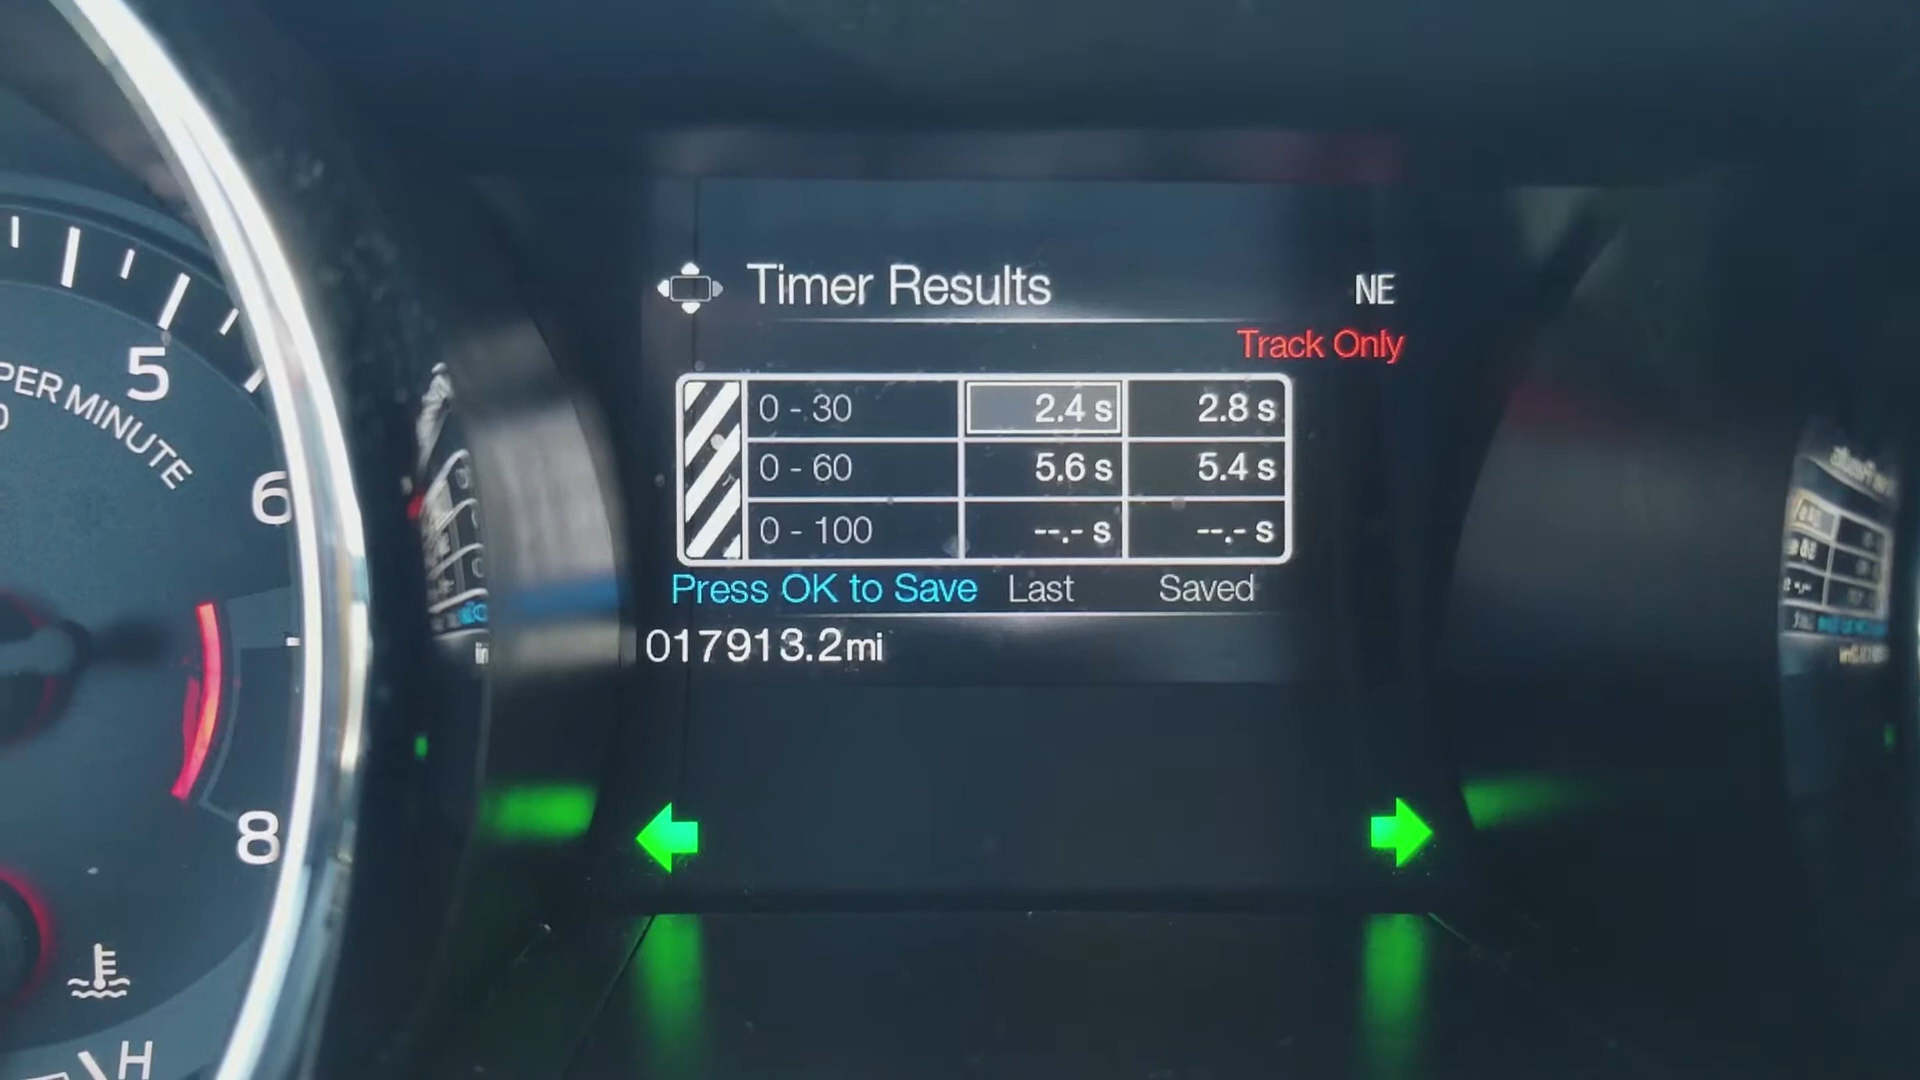 Timer Results
NE
Track Only
0 - 30 2.4 s 2.8 s
0 - 60 5.6 s 5.4 s
0 - 100 --.- s --.- s
Press OK to Save Last Saved
017913.2mi
PER MINUTE
5
6
8
H